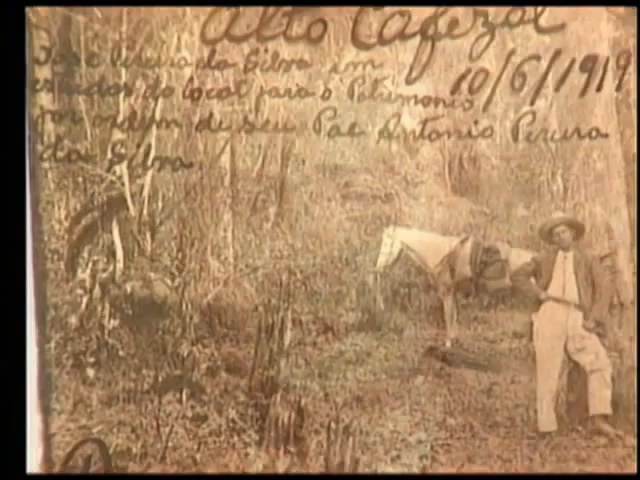 Alto Cafezal
10/6/1919
José Pereira da Silva em
estudos do local para o Patrimonio
por ordem de seu Pae Antonio Pereira
da Silva